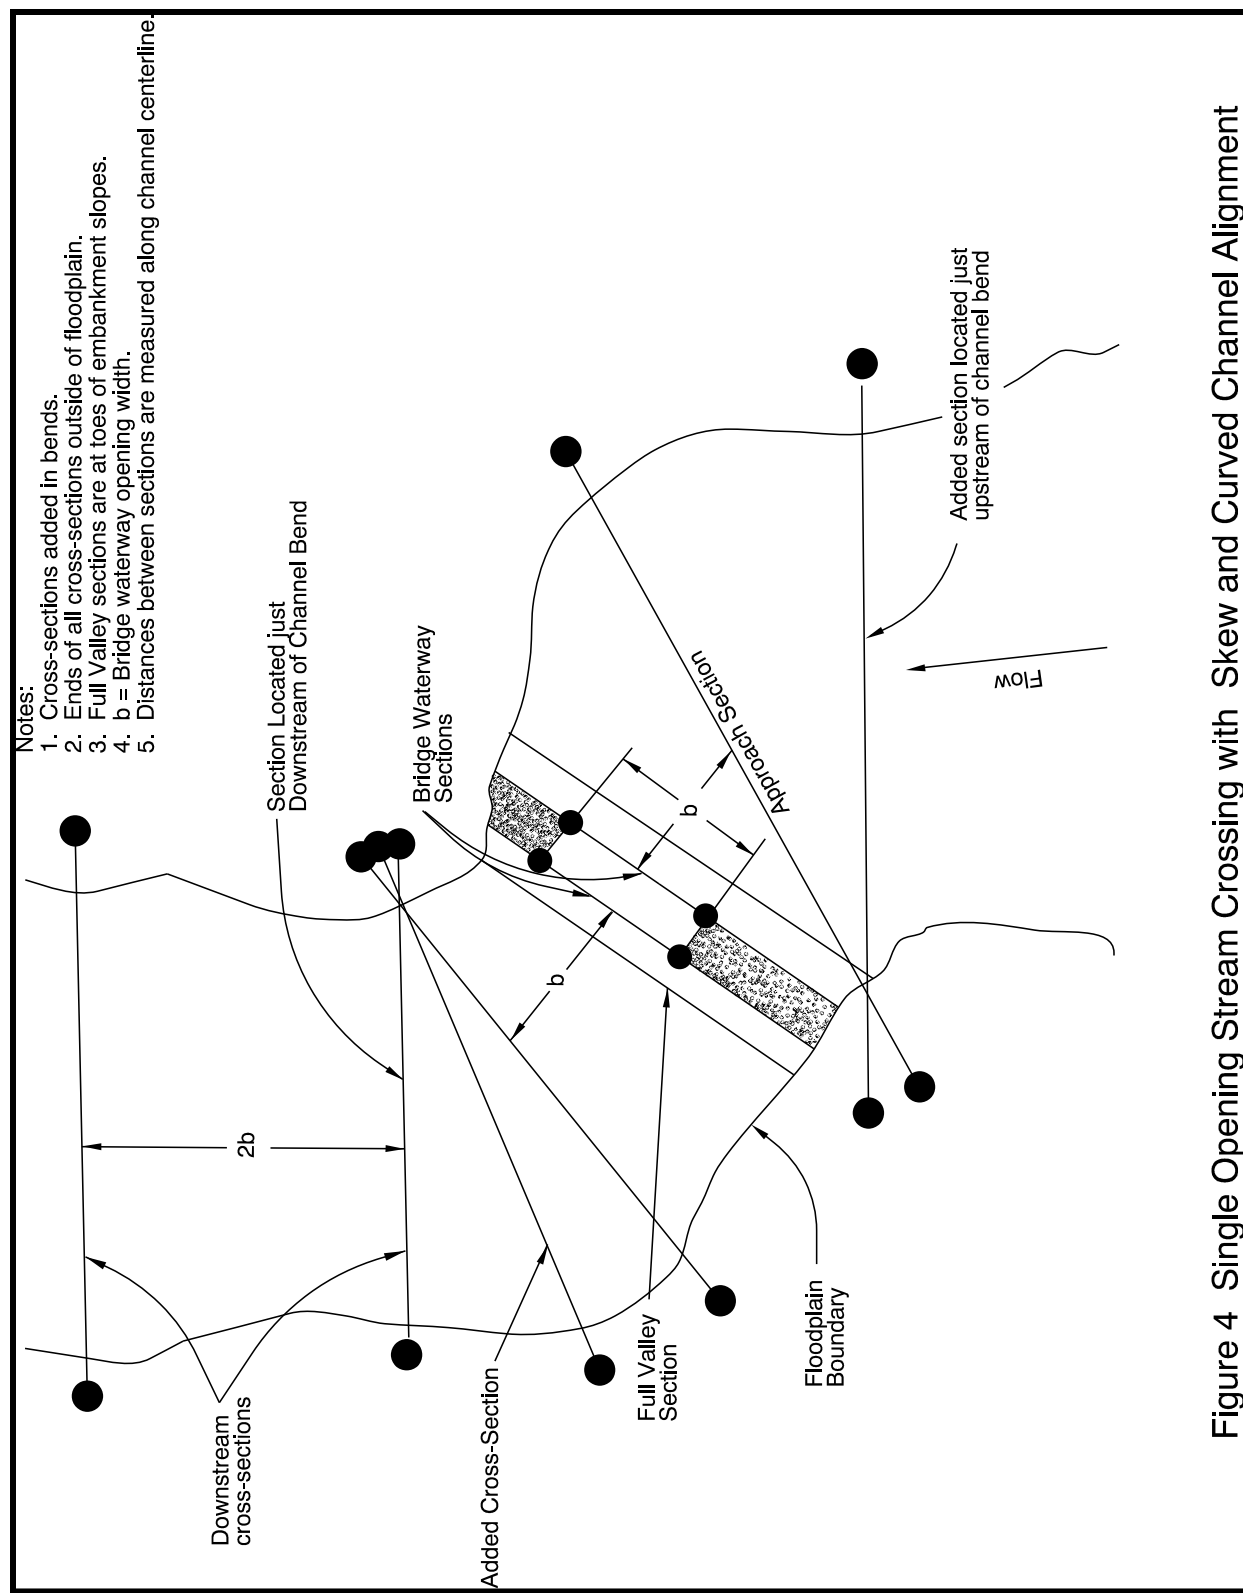 Notes:
1. Cross-sections added in bends.
2. Ends of all cross-sections outside of floodplain.
3. Full Valley sections are at toes of embankment slopes.
4. b = Bridge waterway opening width.
5. Distances between sections are measured along channel centerline.
Section Located just
Downstream of Channel Bend
Bridge Waterway
Sections
Downstream
cross-sections
2b
Added Cross-Section
b
Full Valley
Section
b
Approach Section
Floodplain
Boundary
Added section located just
upstream of channel bend
Flow
Figure 4 Single Opening Stream Crossing with Skew and Curved Channel Alignment